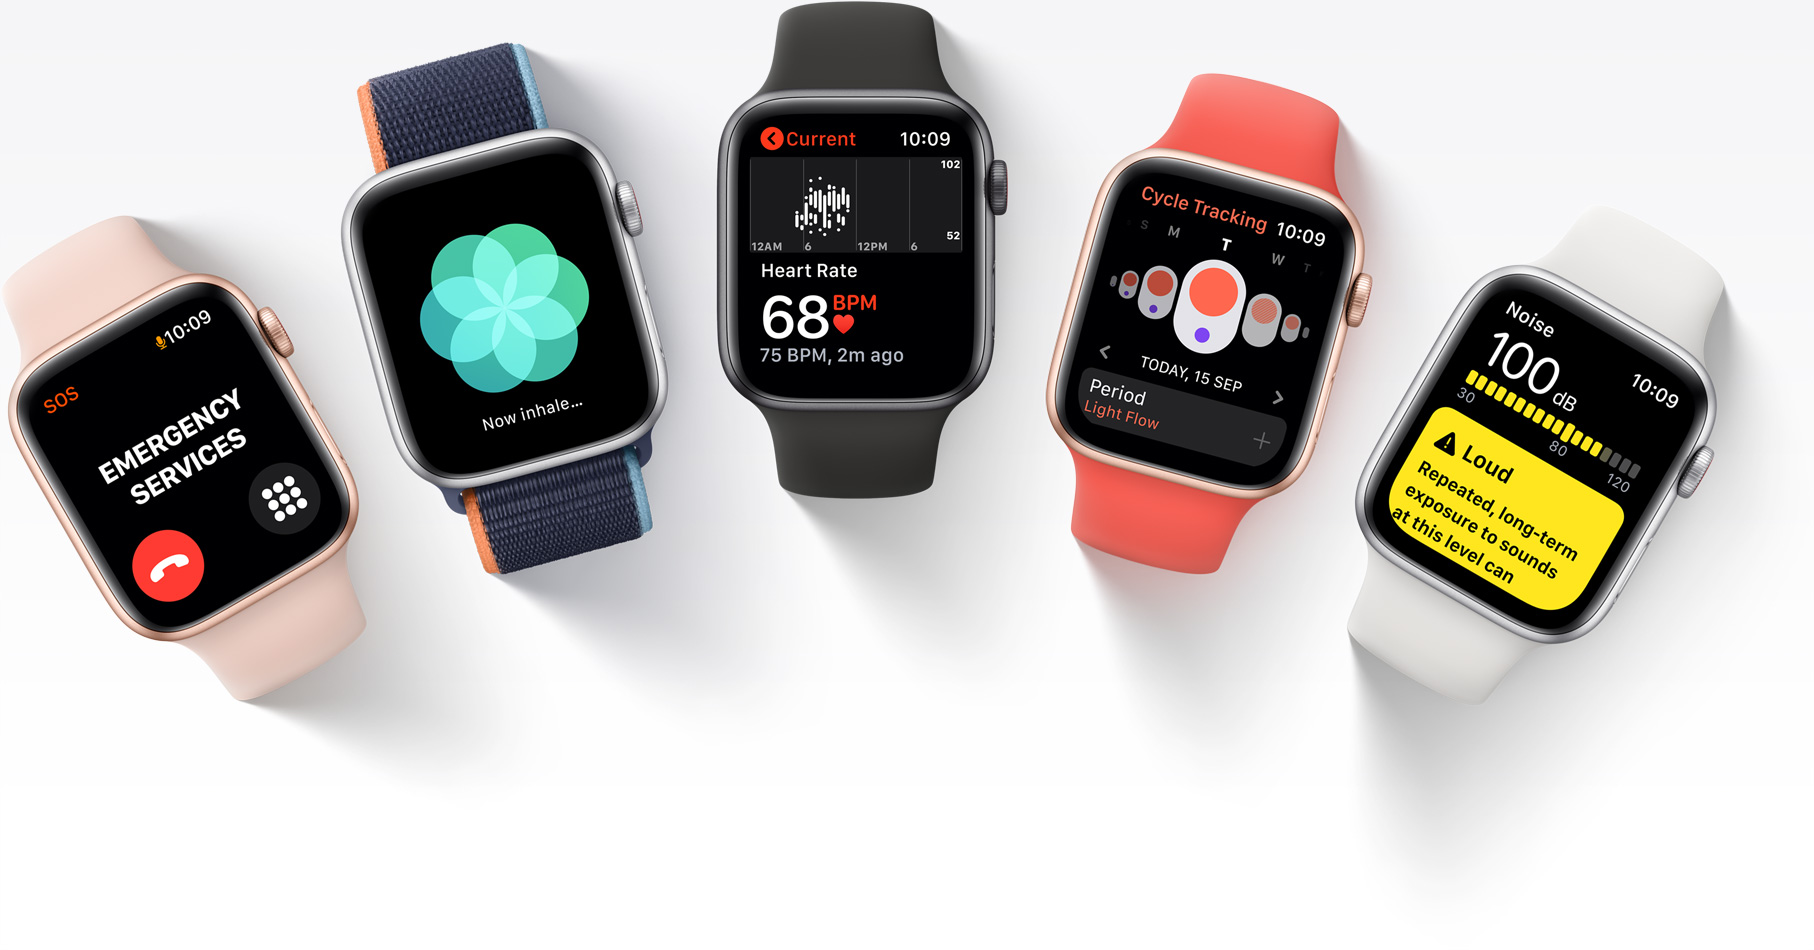 10:09
SOS
EMERGENCY
SERVICES
Now inhale...
Current 10:09
102
52
12AM 6 12PM 6
Heart Rate
68 BPM
75 BPM, 2m ago
Cycle Tracking 10:09
S M T W T
TODAY, 15 SEP
Period
Light Flow
Noise
10:09
100 dB
30 80 120
Loud
Repeated, long-term
exposure to sounds
at this level can